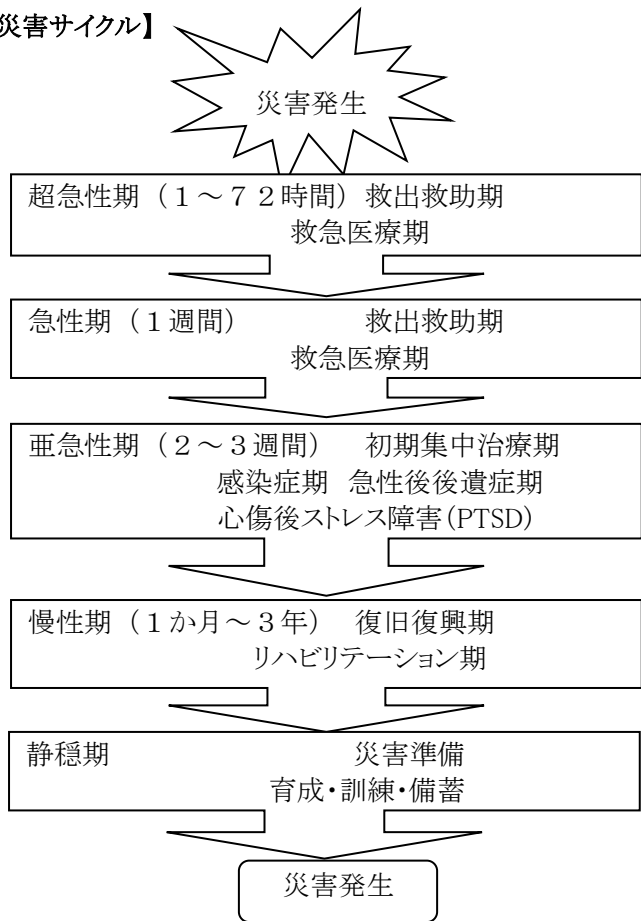 災害サイクル】
災害発生
超急性期（１～７２時間）救出救助期
救急医療期
急性期（１週間）　救出救助期
救急医療期
亜急性期（２～３週間）　初期集中治療期
感染症期　急性後後遺症期
心傷後ストレス障害(PTSD)
慢性期（１か月～３年）　復旧復興期
リハビリテーション期
静穏期　災害準備
育成・訓練・備蓄
災害発生